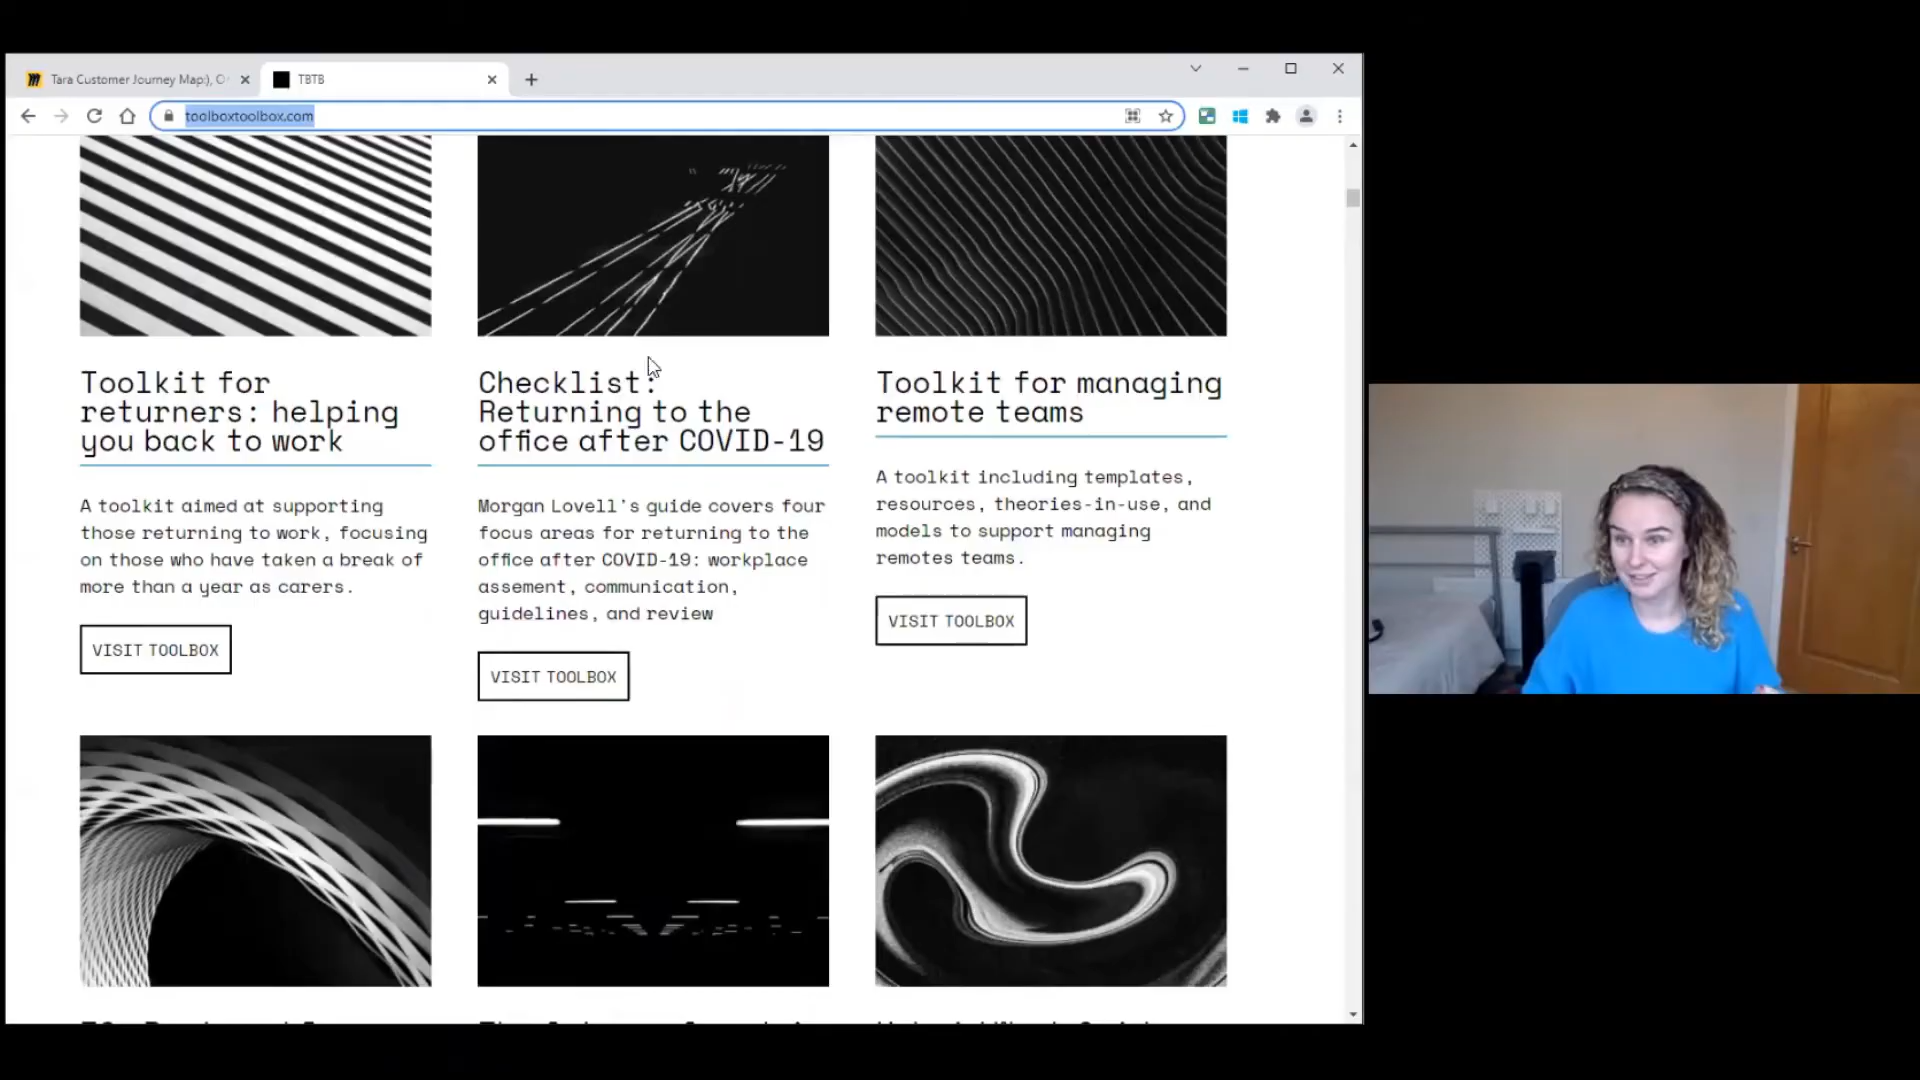 Tara Customer Journey Map:), O
TBTB
toolboxtoolbox.com
Toolkit for
returners: helping
you back to work
A toolkit aimed at supporting
those returning to work, focusing
on those who have taken a break of
more than a year as carers.
VISIT TOOLBOX
Checklist:
Returning to the
office after COVID-19
Morgan Lovell's guide covers four
focus areas for returning to the
office after COVID-19: workplace
assement, communication,
guidelines, and review
VISIT TOOLBOX
Toolkit for managing
remote teams
A toolkit including templates,
resources, theories-in-use, and
models to support managing
remotes teams.
VISIT TOOLBOX